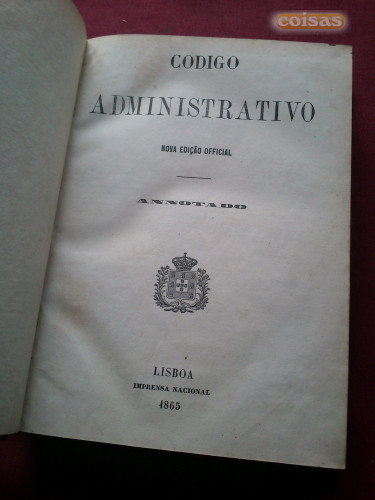 coisas
CODIGO
ADMINISTRATIVO
NOVA EDIÇÃO OFFICIAL
ANNOTADO
LISBOA
IMPRENSA NACIONAL
1865